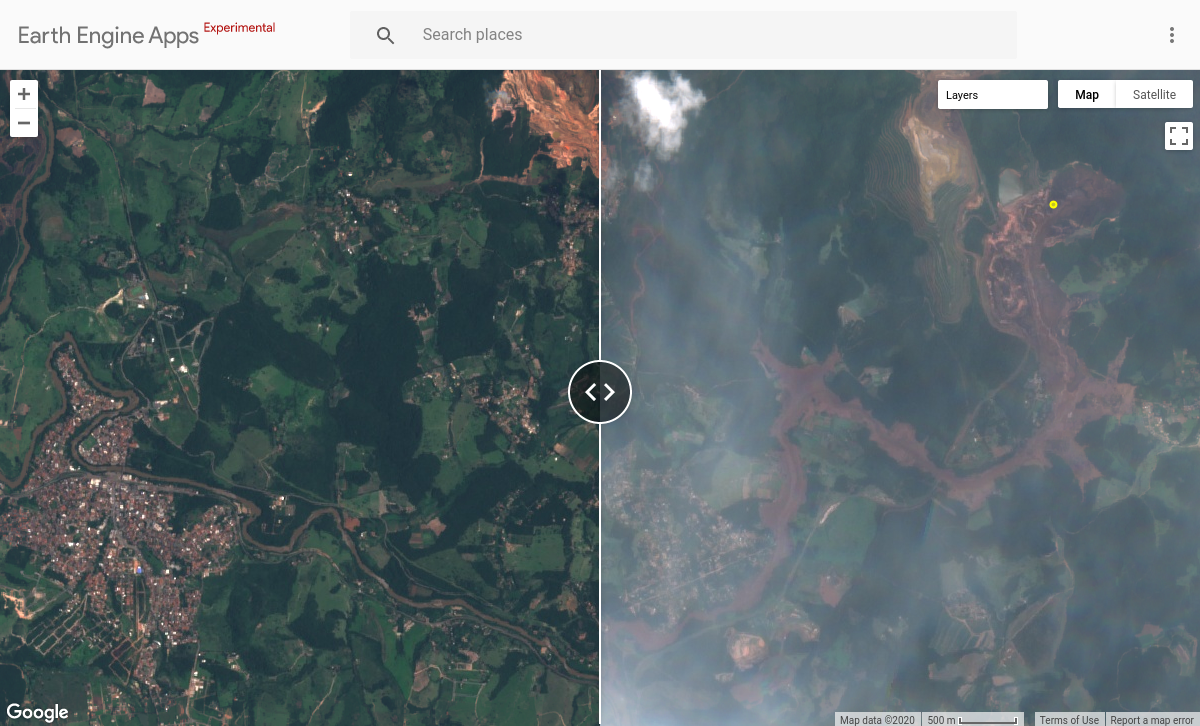 Earth Engine Apps Experimental
Search places
+
−
Layers
Map
Satellite
Google
Map data ©2020
500 m
Terms of Use
Report a map error